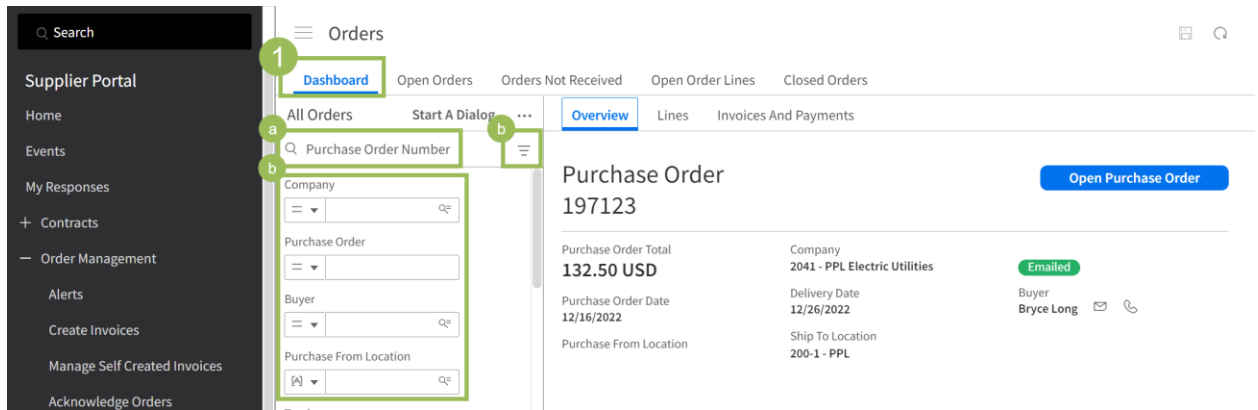 Search
Supplier Portal
Home
Events
My Responses
+ Contracts
− Order Management
Alerts
Create Invoices
Manage Self Created Invoices
Acknowledge Orders
Orders
1
Dashboard Open Orders Orders Not Received Open Order Lines Closed Orders
All Orders Start A Dialog ...
a
Purchase Order Number
b
b
Company
=
Purchase Order
=
Buyer
=
Purchase From Location
[A]
Overview Lines Invoices And Payments
Purchase Order
197123
Open Purchase Order
Purchase Order Total
132.50 USD
Purchase Order Date
12/16/2022
Purchase From Location
Company
2041 - PPL Electric Utilities
Delivery Date
12/26/2022
Ship To Location
200-1 - PPL
Emailed
Buyer
Bryce Long